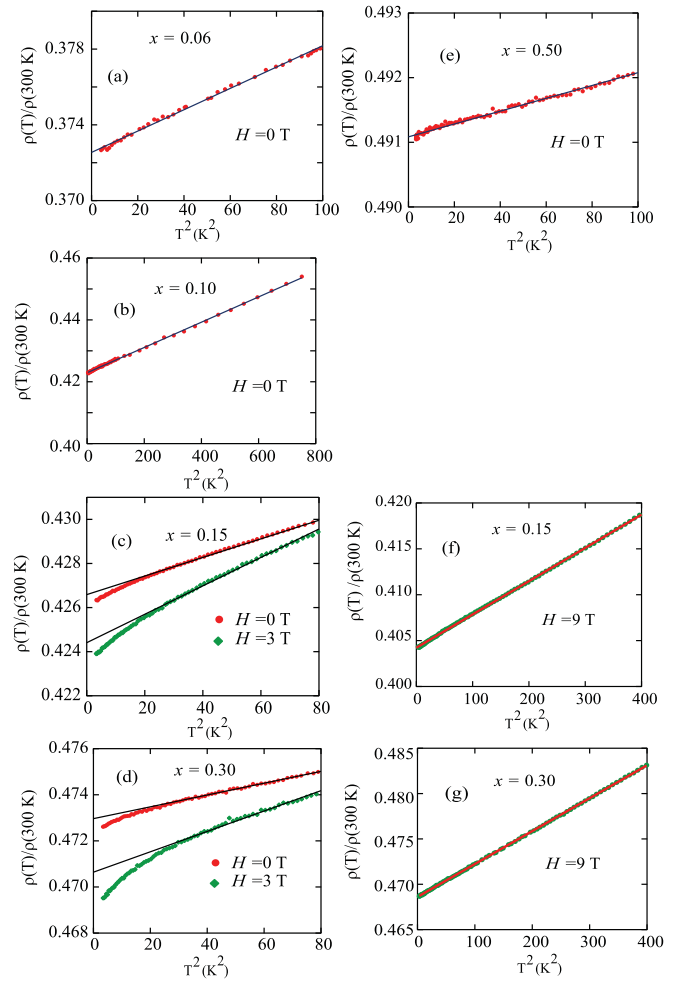 ρ(T)/ρ(300 K)
0.378
0.374
0.370
x = 0.06
(a)
H =0 T
0 20 40 60 80 100
T²(K²)
ρ(T)/ρ(300 K)
0.493
0.492
0.491
0.490
(e) x = 0.50
H =0 T
0 20 40 60 80 100
T²(K²)
ρ(T)/ρ(300 K)
0.46
0.44
0.42
0.40
x = 0.10
(b)
H =0 T
0 200 400 600 800
T²(K²)
ρ(T)/ρ(300 K)
0.430
0.428
0.426
0.424
0.422
(c) x = 0.15
H =0 T
H =3 T
0 20 40 60 80
T²(K²)
ρ(T) /ρ(300 K)
0.420
0.415
0.410
0.405
0.400
x = 0.15
(f)
H =9 T
0 100 200 300 400
T²(K²)
ρ(T)/ρ(300 K)
0.476
0.474
0.472
0.470
0.468
(d) x = 0.30
H =0 T
H =3 T
0 20 40 60 80
T²(K²)
ρ(T)/ρ(300 K)
0.485
0.480
0.475
0.470
0.465
x = 0.30
(g)
H =9 T
0 100 200 300 400
T²(K²)